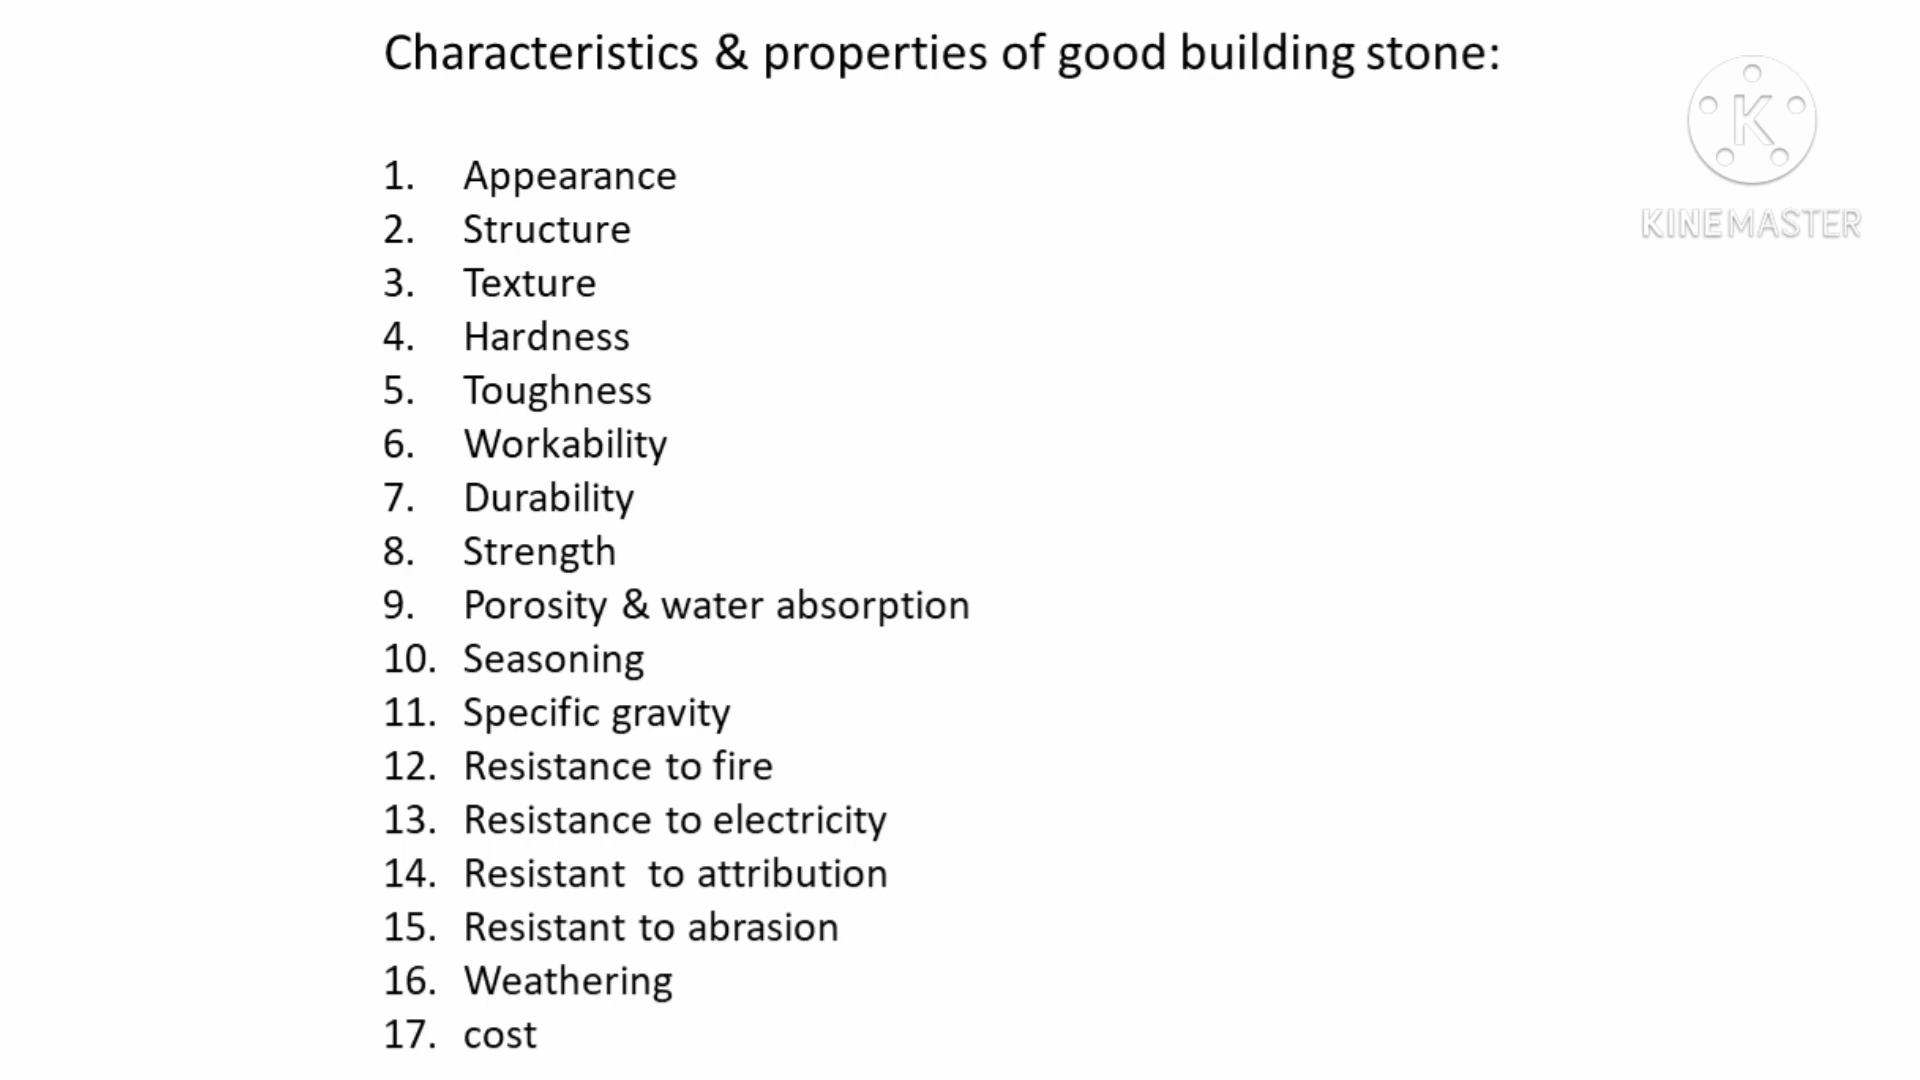 Characteristics & properties of good building stone:
K
KINEMASTER
1. Appearance
2. Structure
3. Texture
4. Hardness
5. Toughness
6. Workability
7. Durability
8. Strength
9. Porosity & water absorption
10. Seasoning
11. Specific gravity
12. Resistance to fire
13. Resistance to electricity
14. Resistant  to attribution
15. Resistant to abrasion
16. Weathering
17. cost